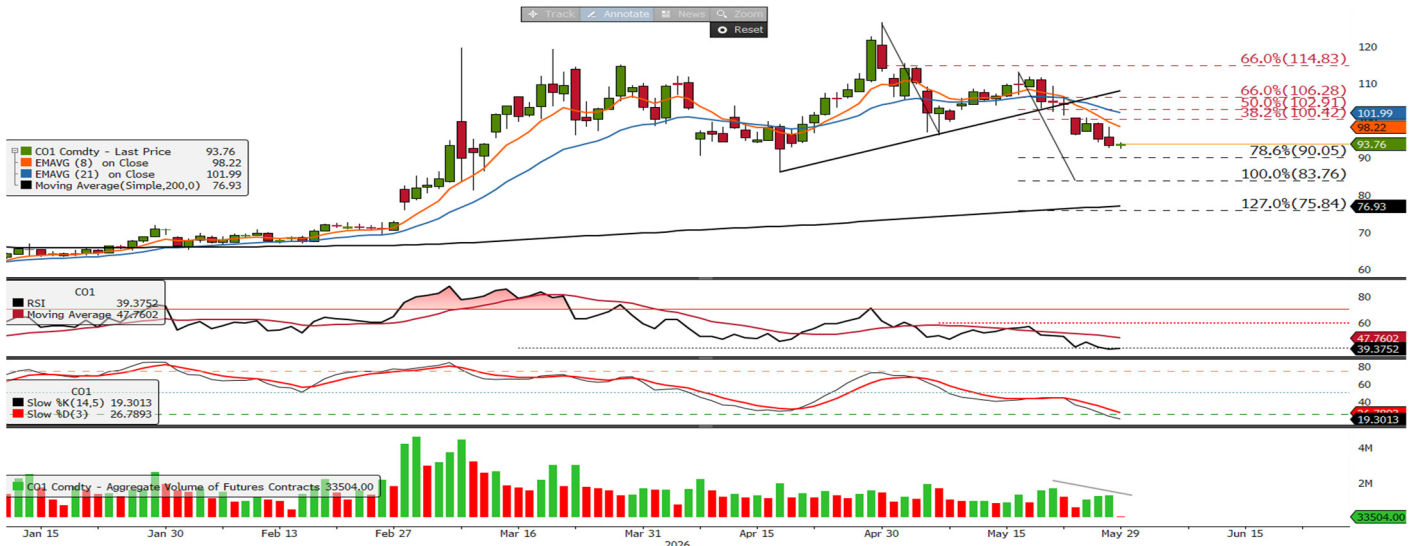 Track Annotate News Zoom
Reset
120
66.0%(114.83)
110
66.0%(106.28)
50.0%(102.91)
101.99
38.2%(100.42)
98.22
CO1 Comdty - Last Price 93.76
93.76
EMAVG (8) on Close 98.22
78.6%(90.05)
90
EMAVG (21) on Close 101.99
Moving Average(Simple,200,0) 76.93
100.0%(83.76)
80
127.0%(75.84)
76.93
70
60
CO1
RSI 39.3752
Moving Average 47.7602
80
60
47.7602
39.3752
CO1
Slow %K(14,5) 19.3013
Slow %D(3) 26.7893
80
60
40
26.7893
19.3013
4M
CO1 Comdty - Aggregate Volume of Futures Contracts 33504.00
2M
33504.00
Jan 15 Jan 30 Feb 13 Feb 27 Mar 16 Mar 31 Apr 15 Apr 30 May 15 May 29 Jun 15
2026